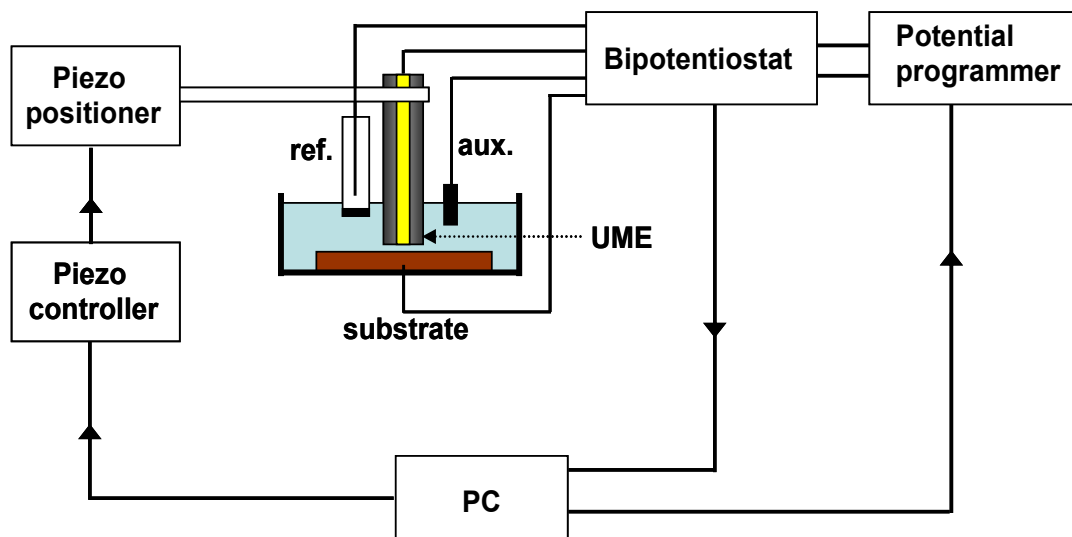 Piezo
positioner
Bipotentiostat
Potential
programmer
ref.
aux.
UME
Piezo
controller
substrate
PC